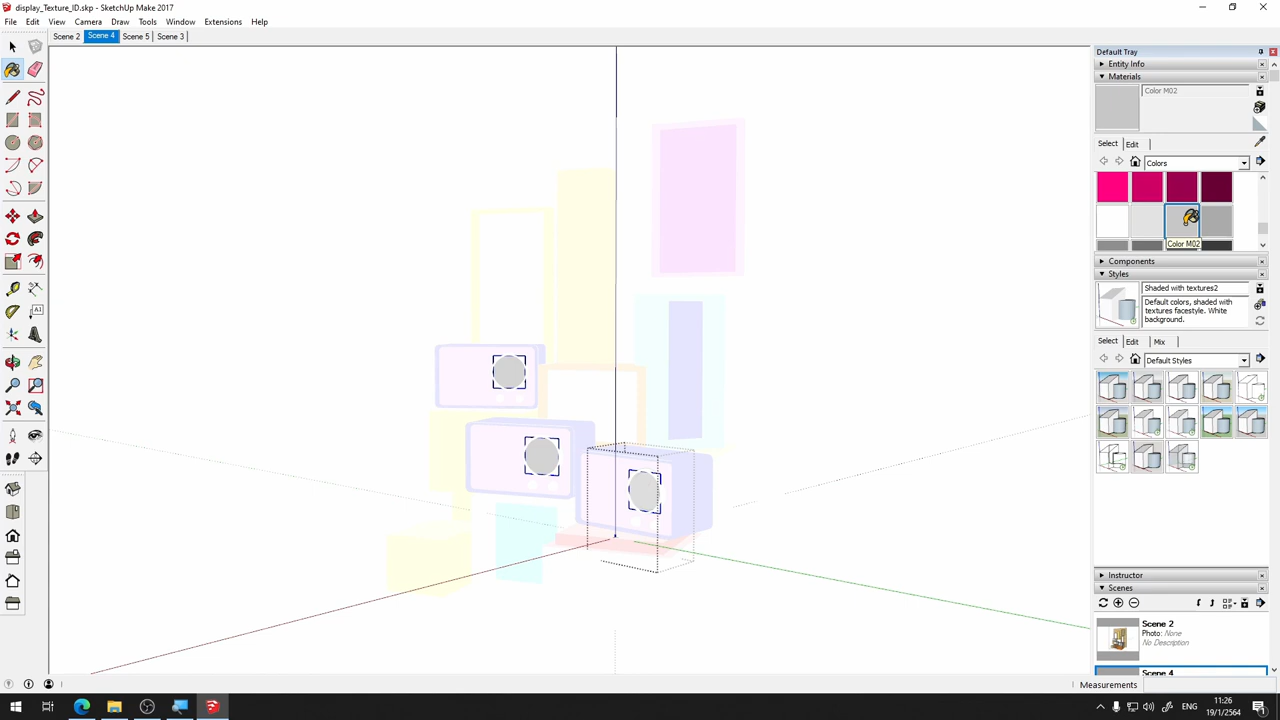 display_Texture_ID.skp - SketchUp Make 2017
File Edit View Camera Draw Tools Window Extensions Help
Scene 2 Scene 4 Scene 5 Scene 3
Default Tray
Entity Info
Materials
Color M02
Select Edit
Colors
Color M02
Components
Styles
Shaded with textures2
Default colors, shaded with
textures facestyle. White
background.
Select Edit Mix
Default Styles
Instructor
Scenes
Scene 2
Photo: None
No Description
Scene 4
Measurements
ENG
11:26
19/1/2564